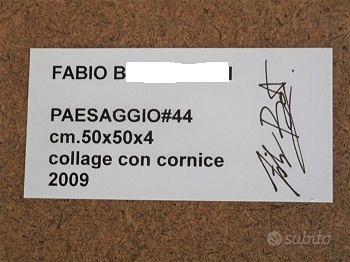 FABIO B I
PAESAGGIO#44
cm.50x50x4
collage con cornice
2009
subito